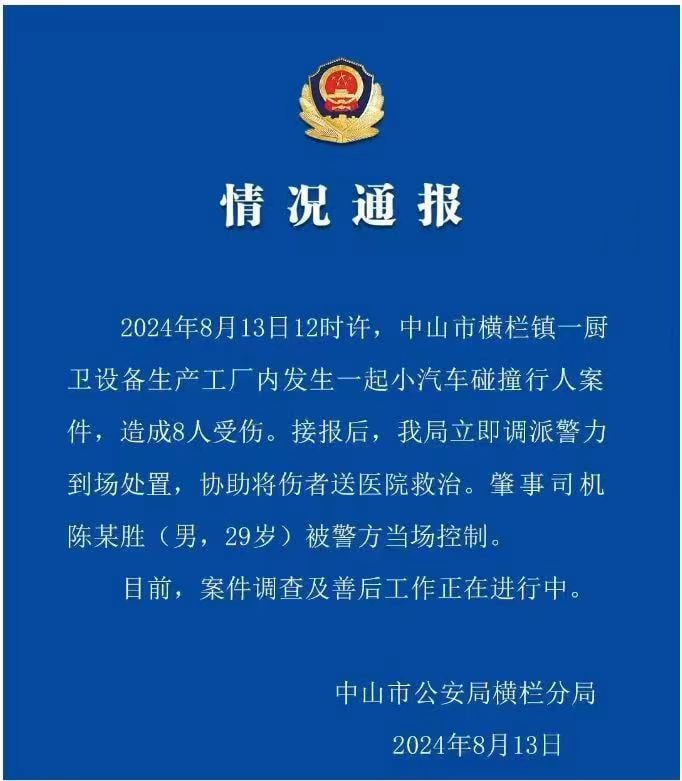 情况通报
2024年8月13日12时许，中山市横栏镇一厨
卫设备生产工厂内发生一起小汽车碰撞行人案
件，造成8人受伤。接报后，我局立即调派警力
到场处置，协助将伤者送医院救治。肇事司机
陈某胜（男，29岁）被警方当场控制。
目前，案件调查及善后工作正在进行中。
中山市公安局横栏分局
2024年8月13日